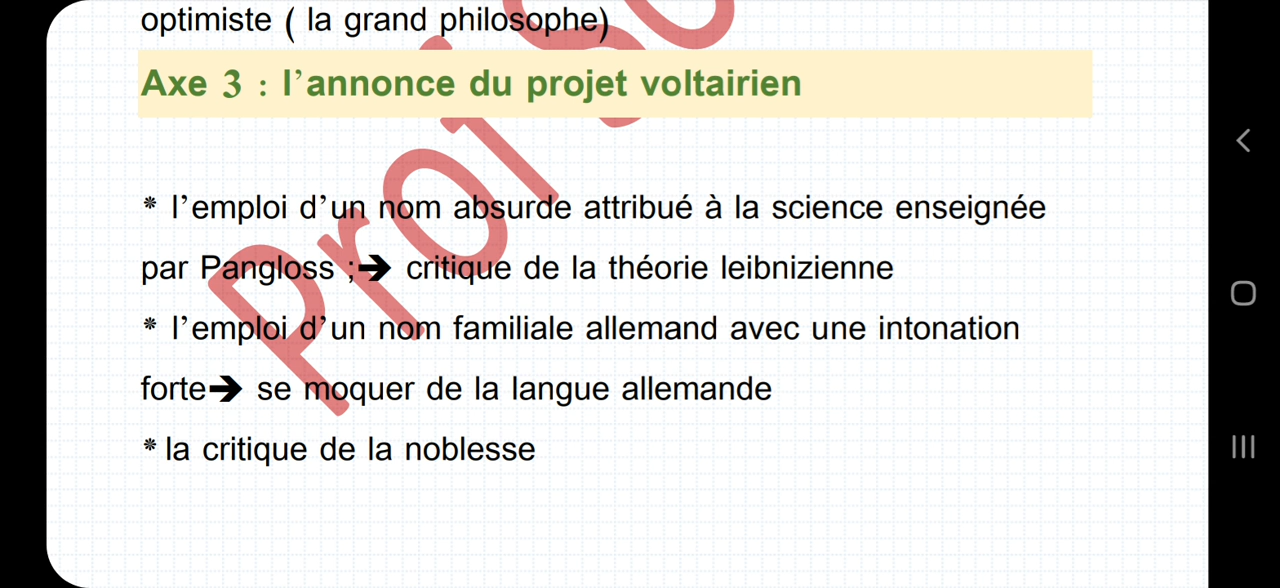 optimiste ( la grand philosophe)
Axe 3 : l’annonce du projet voltairien
* l’emploi d’un nom absurde attribué à la science enseignée
par Pangloss ;➔ critique de la théorie leibnizienne
* l’emploi d’un nom familiale allemand avec une intonation
forte➔ se moquer de la langue allemande
* la critique de la noblesse
Prof